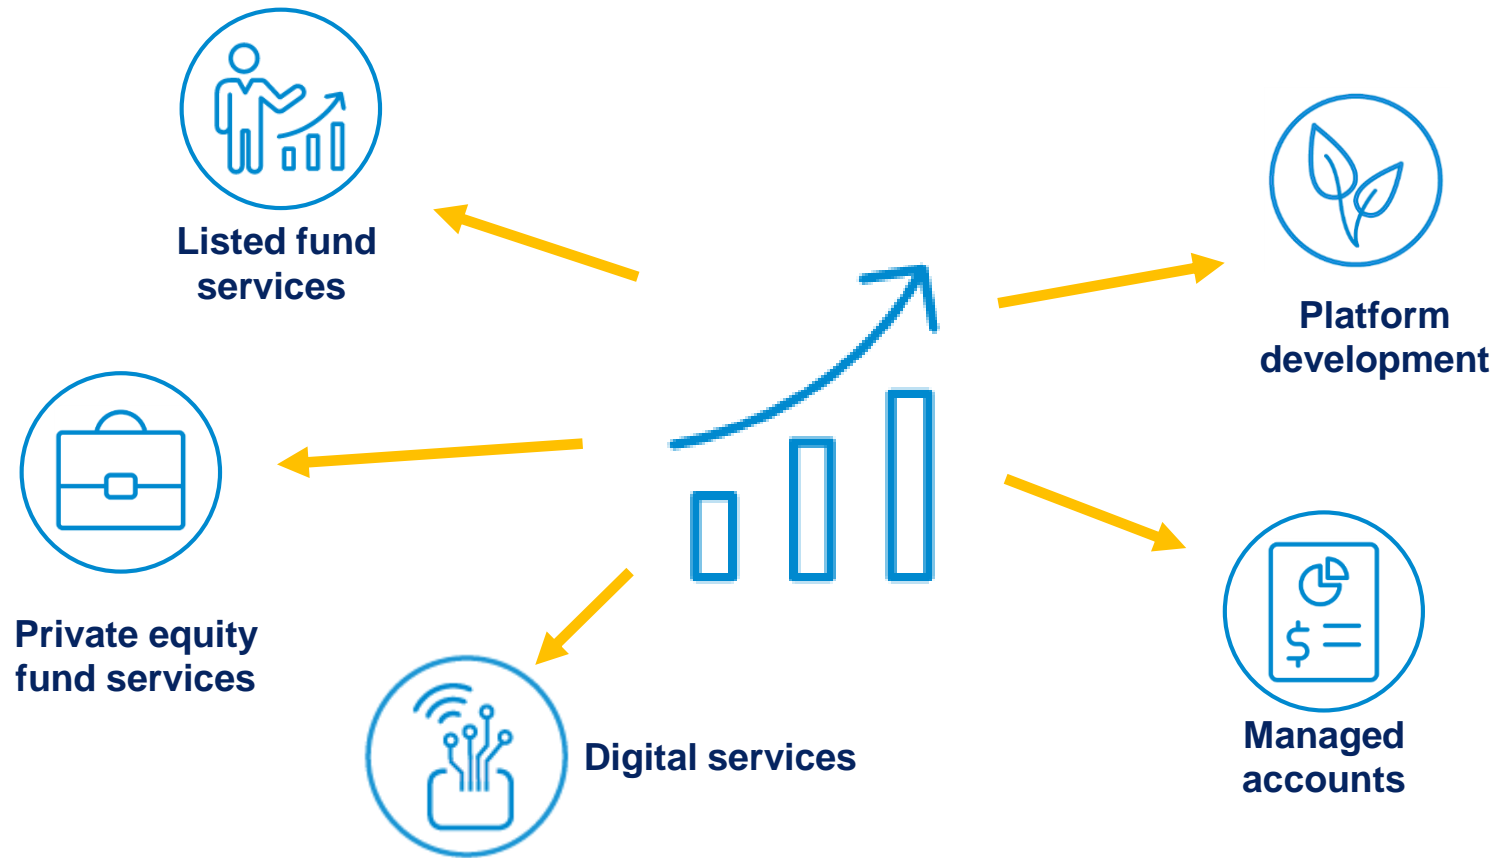 Listed fund
services
Platform
development
Private equity
fund services
Digital services
Managed
accounts